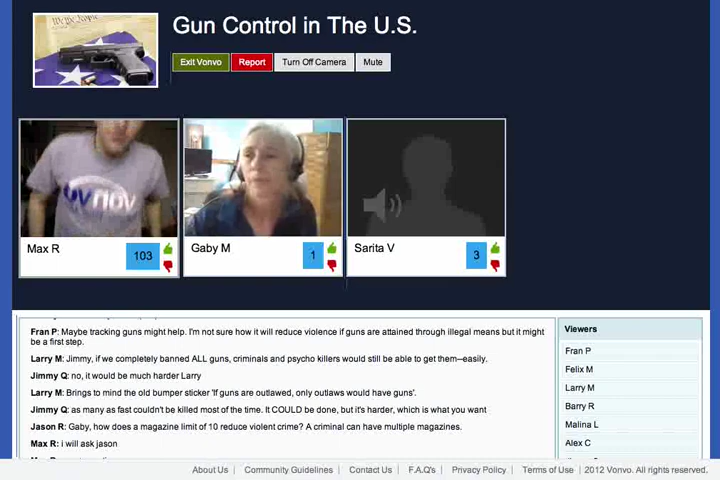 We the People
Gun Control in The U.S.
Exit Vonvo
Report
Turn Off Camera
Mute
Max R
103
Gaby M
1
Sarita V
3
Fran P: Maybe tracking guns might help. I'm not sure how it will reduce violence if guns are attained through illegal means but it might
be a first step.
Larry M: Jimmy, if we completely banned ALL guns, criminals and psycho killers would still be able to get them--easily.
Jimmy Q: no, it would be much harder Larry
Larry M: Brings to mind the old bumper sticker 'If guns are outlawed, only outlaws would have guns'.
Jimmy Q: as many as fast couldn't be killed most of the time. It COULD be done, but it's harder, which is what you want
Jason R: Gaby, how does a magazine limit of 10 reduce violent crime? A criminal can have multiple magazines.
Max R: i will ask jason
Viewers
Fran P
Felix M
Larry M
Barry R
Malina L
Alex C
About Us | Community Guidelines | Contact Us | F.A.Q's | Privacy Policy | Terms of Use | 2012 Vonvo. All rights reserved.